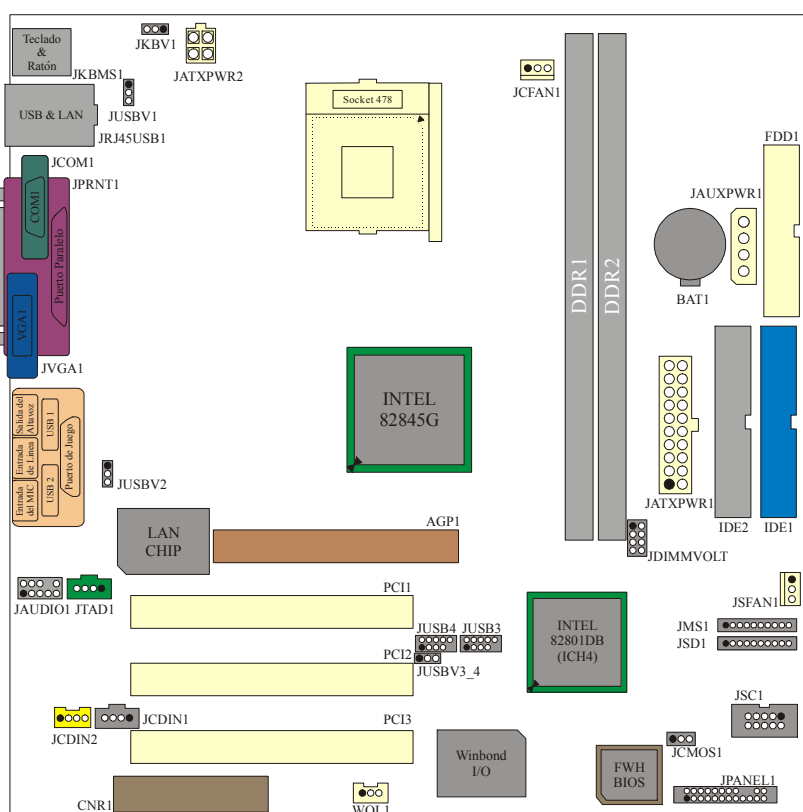 Teclado
&
Ratón
JKBMS1
JKBV1
JATXPWR2
USB & LAN
JUSBV1
JRJ45USB1
Socket 478
JCFAN1
FDD1
JCOM1
JPRNT1
COM1
Puerto Paralelo
VGA1
JVGA1
DDR1
DDR2
JAUXPWR1
BAT1
INTEL
82845G
Salida del
Altavoz
Entrada
de Linea
Entrada
del MIC
USB 1
USB 2
Puerto de Juego
JUSBV2
JATXPWR1
IDE2
IDE1
LAN
CHIP
AGP1
JDIMMVOLT
JAUDIO1
JTAD1
PCI1
JUSB4
JUSB3
INTEL
82801DB
(ICH4)
JSFAN1
JMS1
JSD1
PCI2
JUSBV3_4
JCDIN2
JCDIN1
PCI3
JSC1
Winbond
I/O
JCMOS1
FWH
BIOS
JPANEL1
CNR1
WOL1